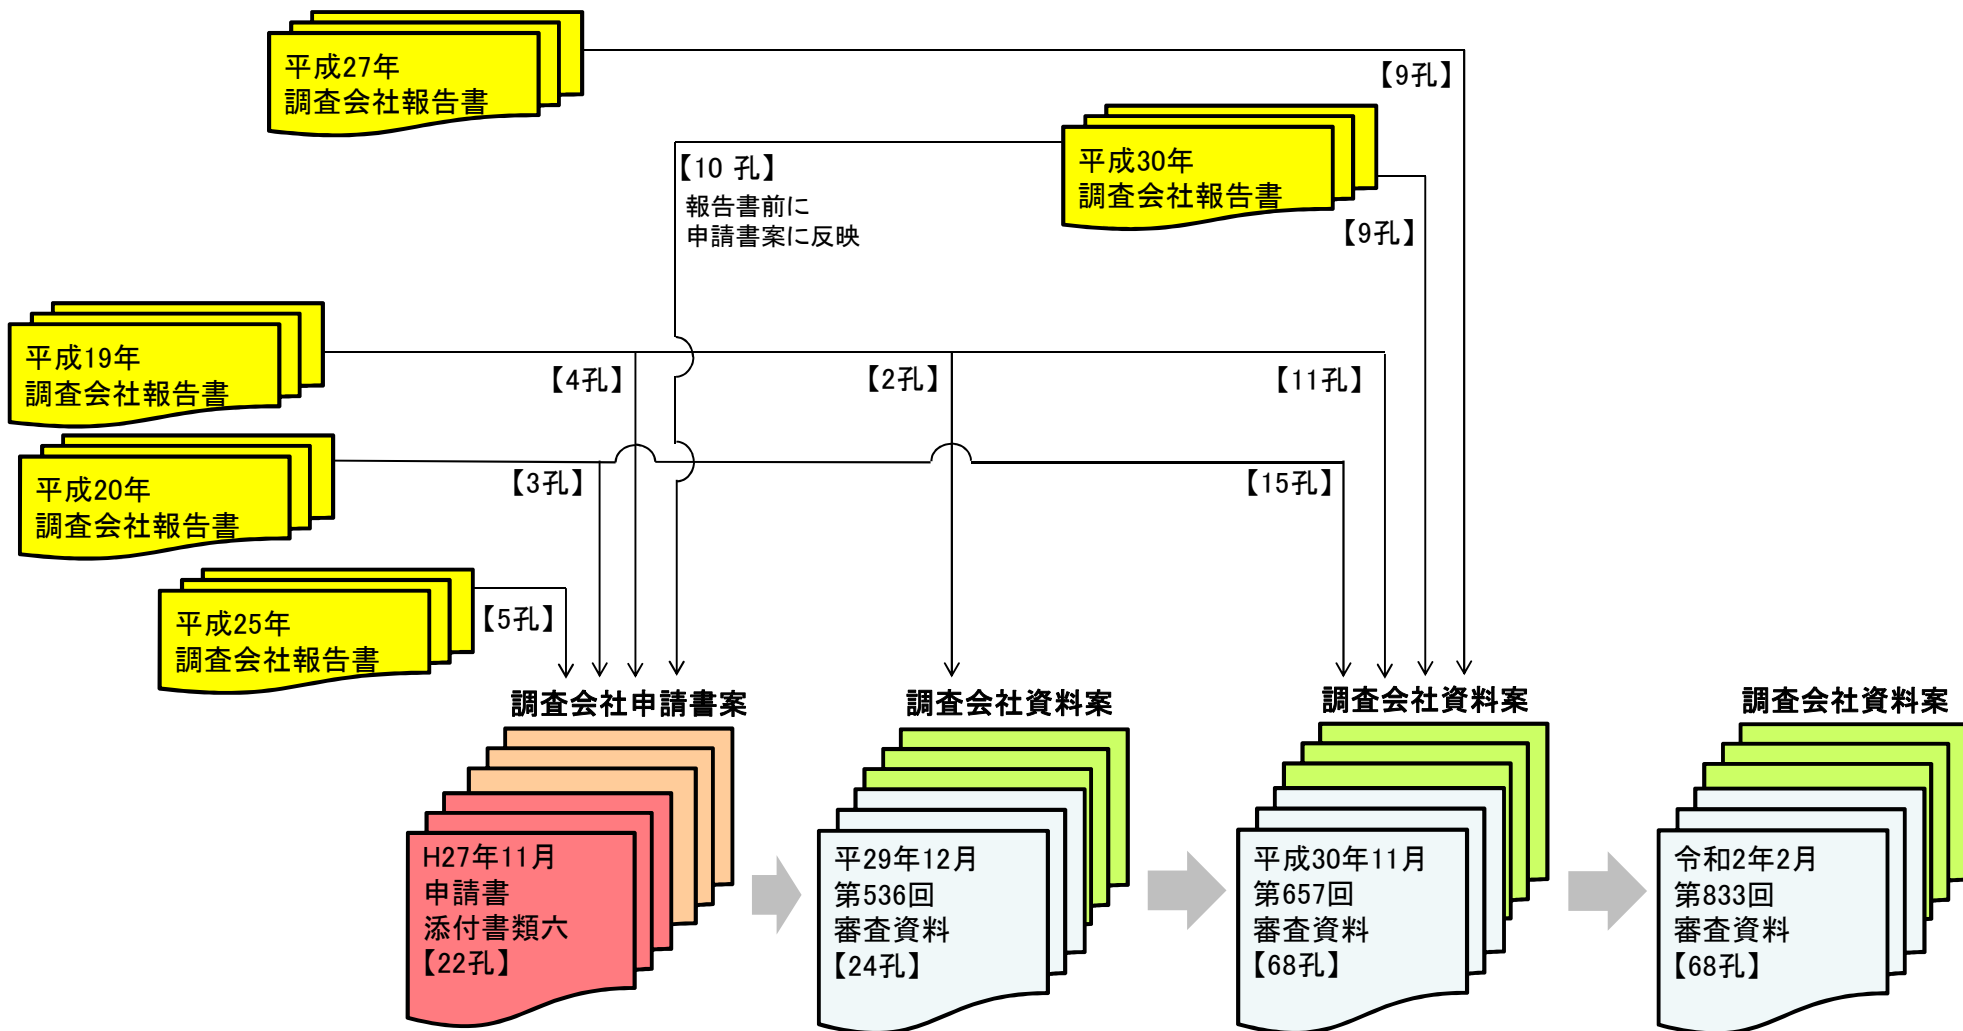 平成27年
調査会社報告書
【9孔】
平成30年
調査会社報告書
【10 孔】
報告書前に
申請書案に反映
【9孔】
平成19年
調査会社報告書
【4孔】
【2孔】
【11孔】
平成20年
調査会社報告書
【3孔】
【15孔】
平成25年
調査会社報告書
【5孔】
調査会社申請書案
調査会社資料案
調査会社資料案
調査会社資料案
H27年11月
申請書
添付書類六
【22孔】
平29年12月
第536回
審査資料
【24孔】
平成30年11月
第657回
審査資料
【68孔】
令和2年2月
第833回
審査資料
【68孔】